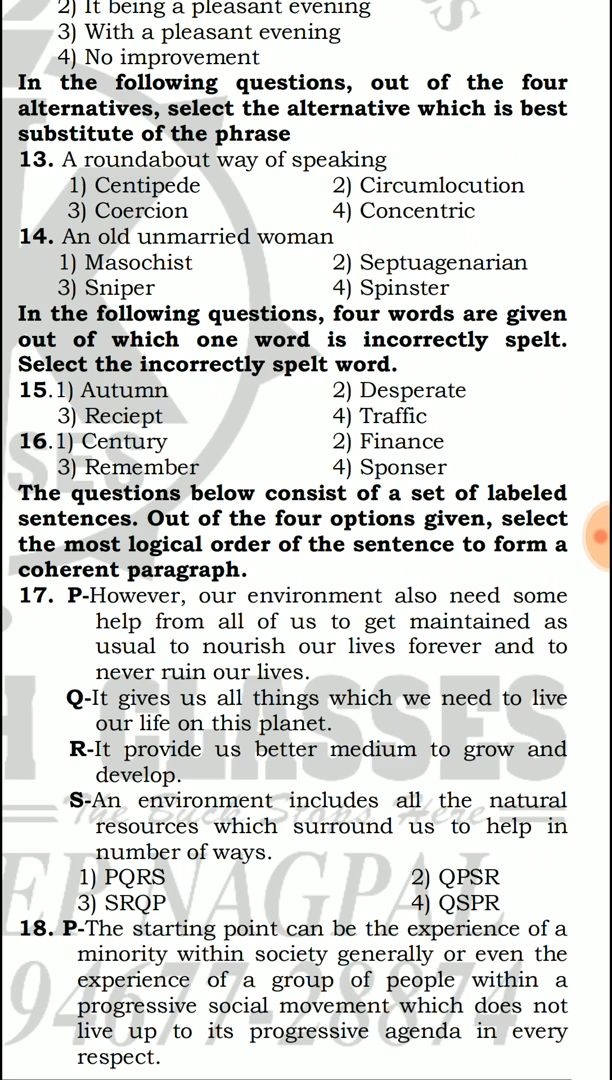 2) It being a pleasant evening
3) With a pleasant evening
4) No improvement
In the following questions, out of the four
alternatives, select the alternative which is best
substitute of the phrase
13. A roundabout way of speaking
1) Centipede 2) Circumlocution
3) Coercion 4) Concentric
14. An old unmarried woman
1) Masochist 2) Septuagenarian
3) Sniper 4) Spinster
In the following questions, four words are given
out of which one word is incorrectly spelt.
Select the incorrectly spelt word.
15.1) Autumn 2) Desperate
3) Reciept 4) Traffic
16.1) Century 2) Finance
3) Remember 4) Sponser
The questions below consist of a set of labeled
sentences. Out of the four options given, select
the most logical order of the sentence to form a
coherent paragraph.
17. P-However, our environment also need some
help from all of us to get maintained as
usual to nourish our lives forever and to
never ruin our lives.
Q-It gives us all things which we need to live
our life on this planet.
R-It provide us better medium to grow and
develop.
S-An environment includes all the natural
resources which surround us to help in
number of ways.
1) PQRS 2) QPSR
3) SRQP 4) QSPR
18. P-The starting point can be the experience of a
minority within society generally or even the
experience of a group of people within a
progressive social movement which does not
live up to its progressive agenda in every
respect.
H CLASSES
The Buck Stops Here
EP NAGPAL
94677-28874